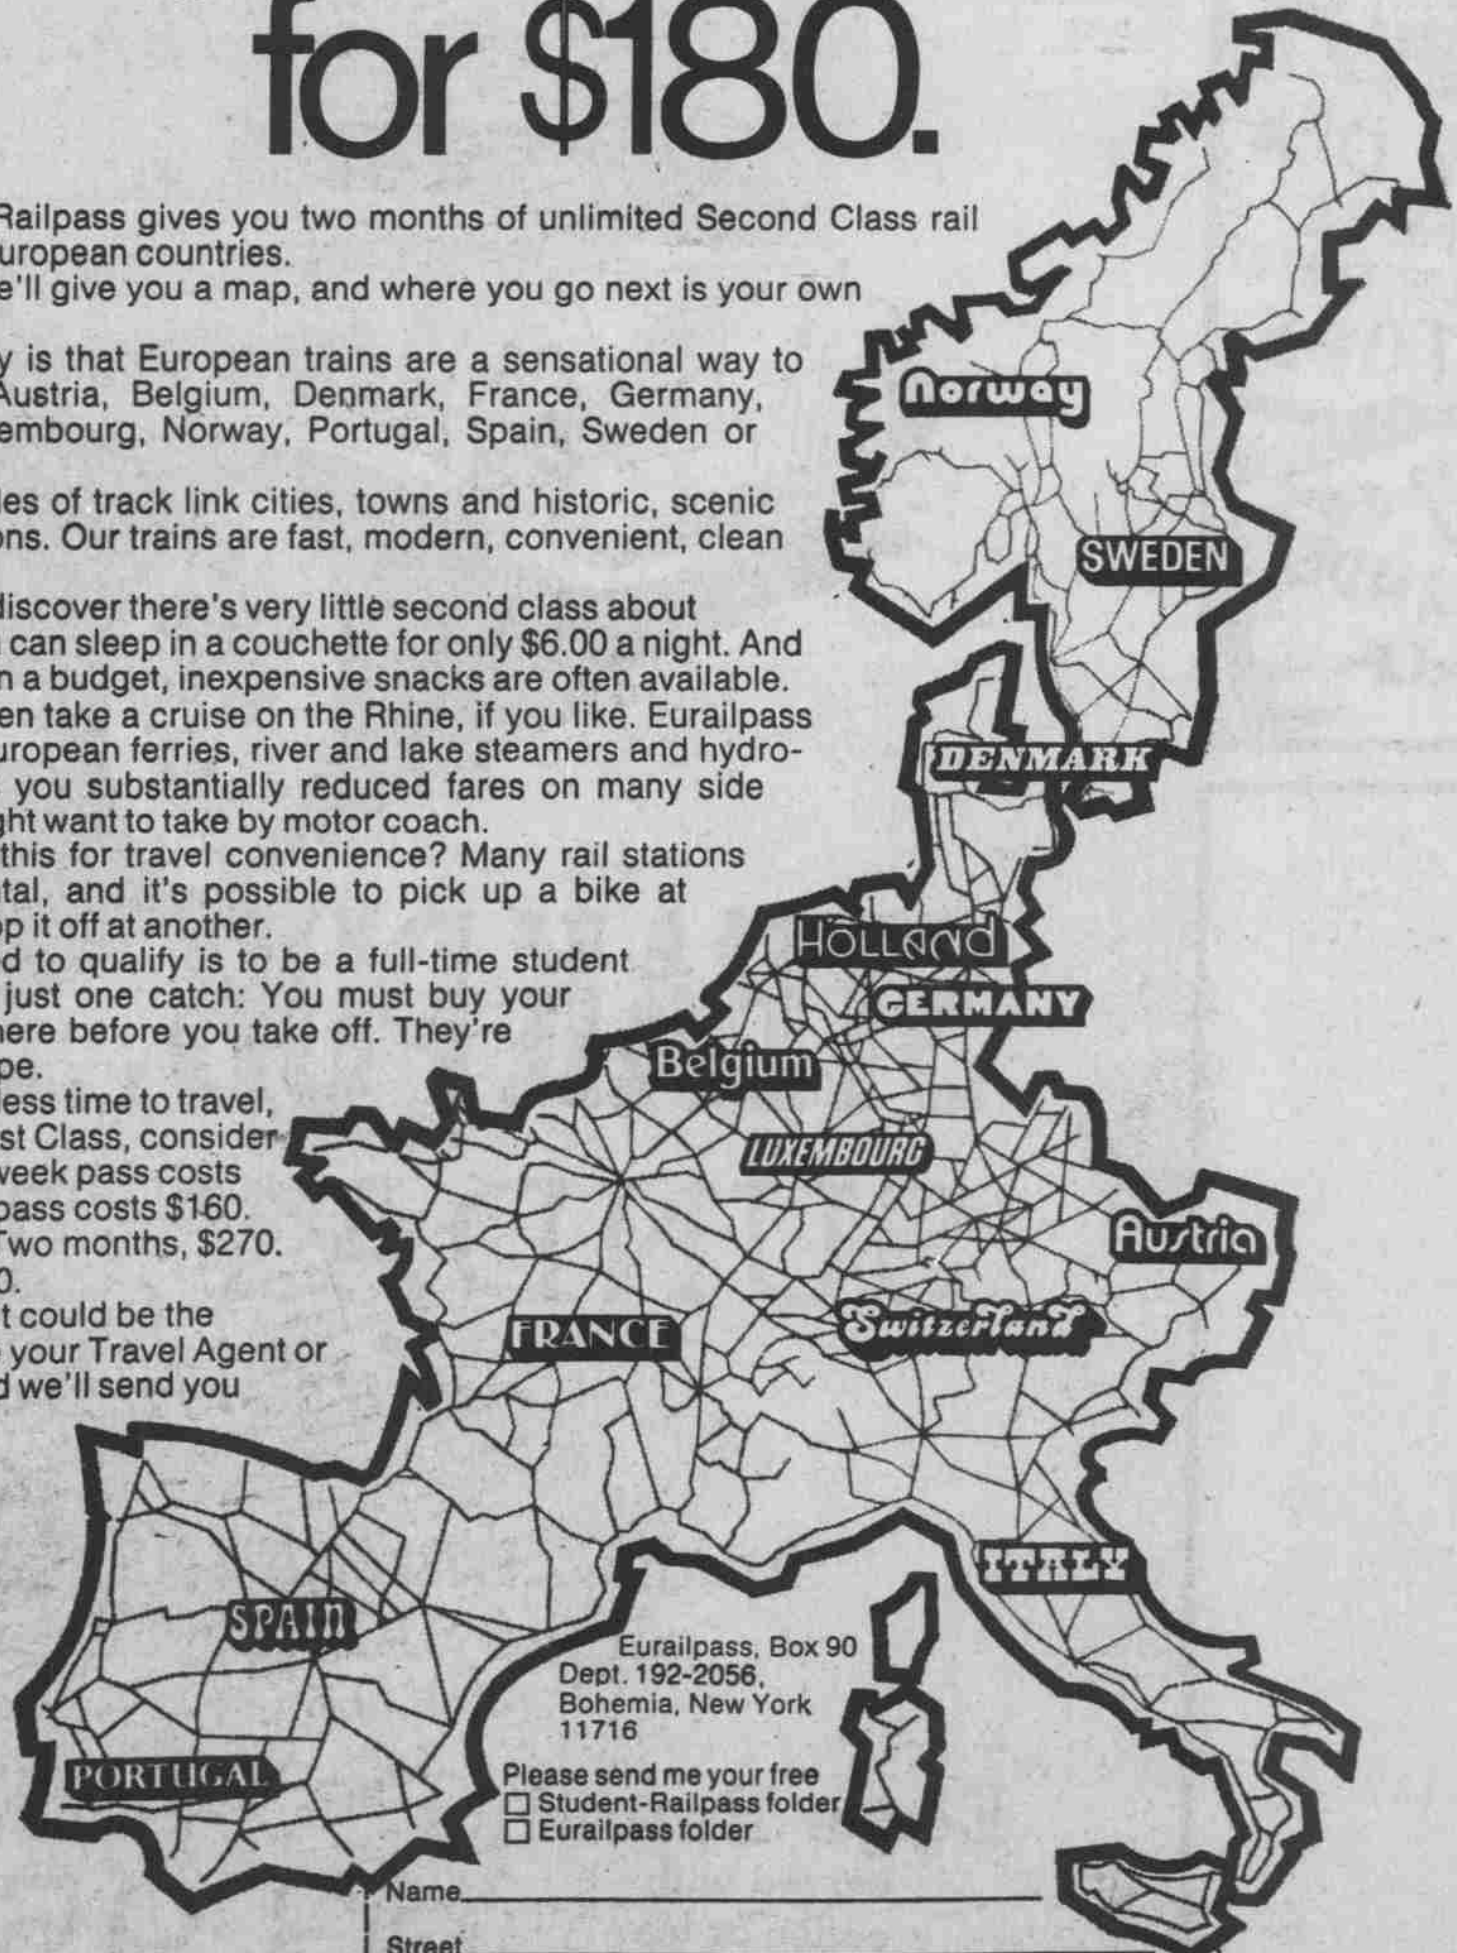 for $180.
Railpass gives you two months of unlimited Second Class rail
uropean countries.
e'll give you a map, and where you go next is your own
y is that European trains are a sensational way to
Austria, Belgium, Denmark, France, Germany,
embourg, Norway, Portugal, Spain, Sweden or
les of track link cities, towns and historic, scenic
ons. Our trains are fast, modern, convenient, clean
discover there's very little second class about
can sleep in a couchette for only $6.00 a night. And
n a budget, inexpensive snacks are often available.
en take a cruise on the Rhine, if you like. Eurailpass
uropean ferries, river and lake steamers and hydro-
you substantially reduced fares on many side
ght want to take by motor coach.
this for travel convenience? Many rail stations
tal, and it's possible to pick up a bike at
op it off at another.
d to qualify is to be a full-time student
just one catch: You must buy your
here before you take off. They're
pe.
less time to travel,
st Class, consider
week pass costs
pass costs $160.
Two months, $270.
0.
t could be the
your Travel Agent or
d we'll send you
Norway
SWEDEN
DENMARK
HOLLAND
GERMANY
Belgium
LUXEMBOURG
Austria
Switzerland
FRANCE
ITALY
SPAIN
PORTUGAL
Eurailpass, Box 90
Dept. 192-2056,
Bohemia, New York
11716
Please send me your free
□ Student-Railpass folder
□ Eurailpass folder
Name
Street